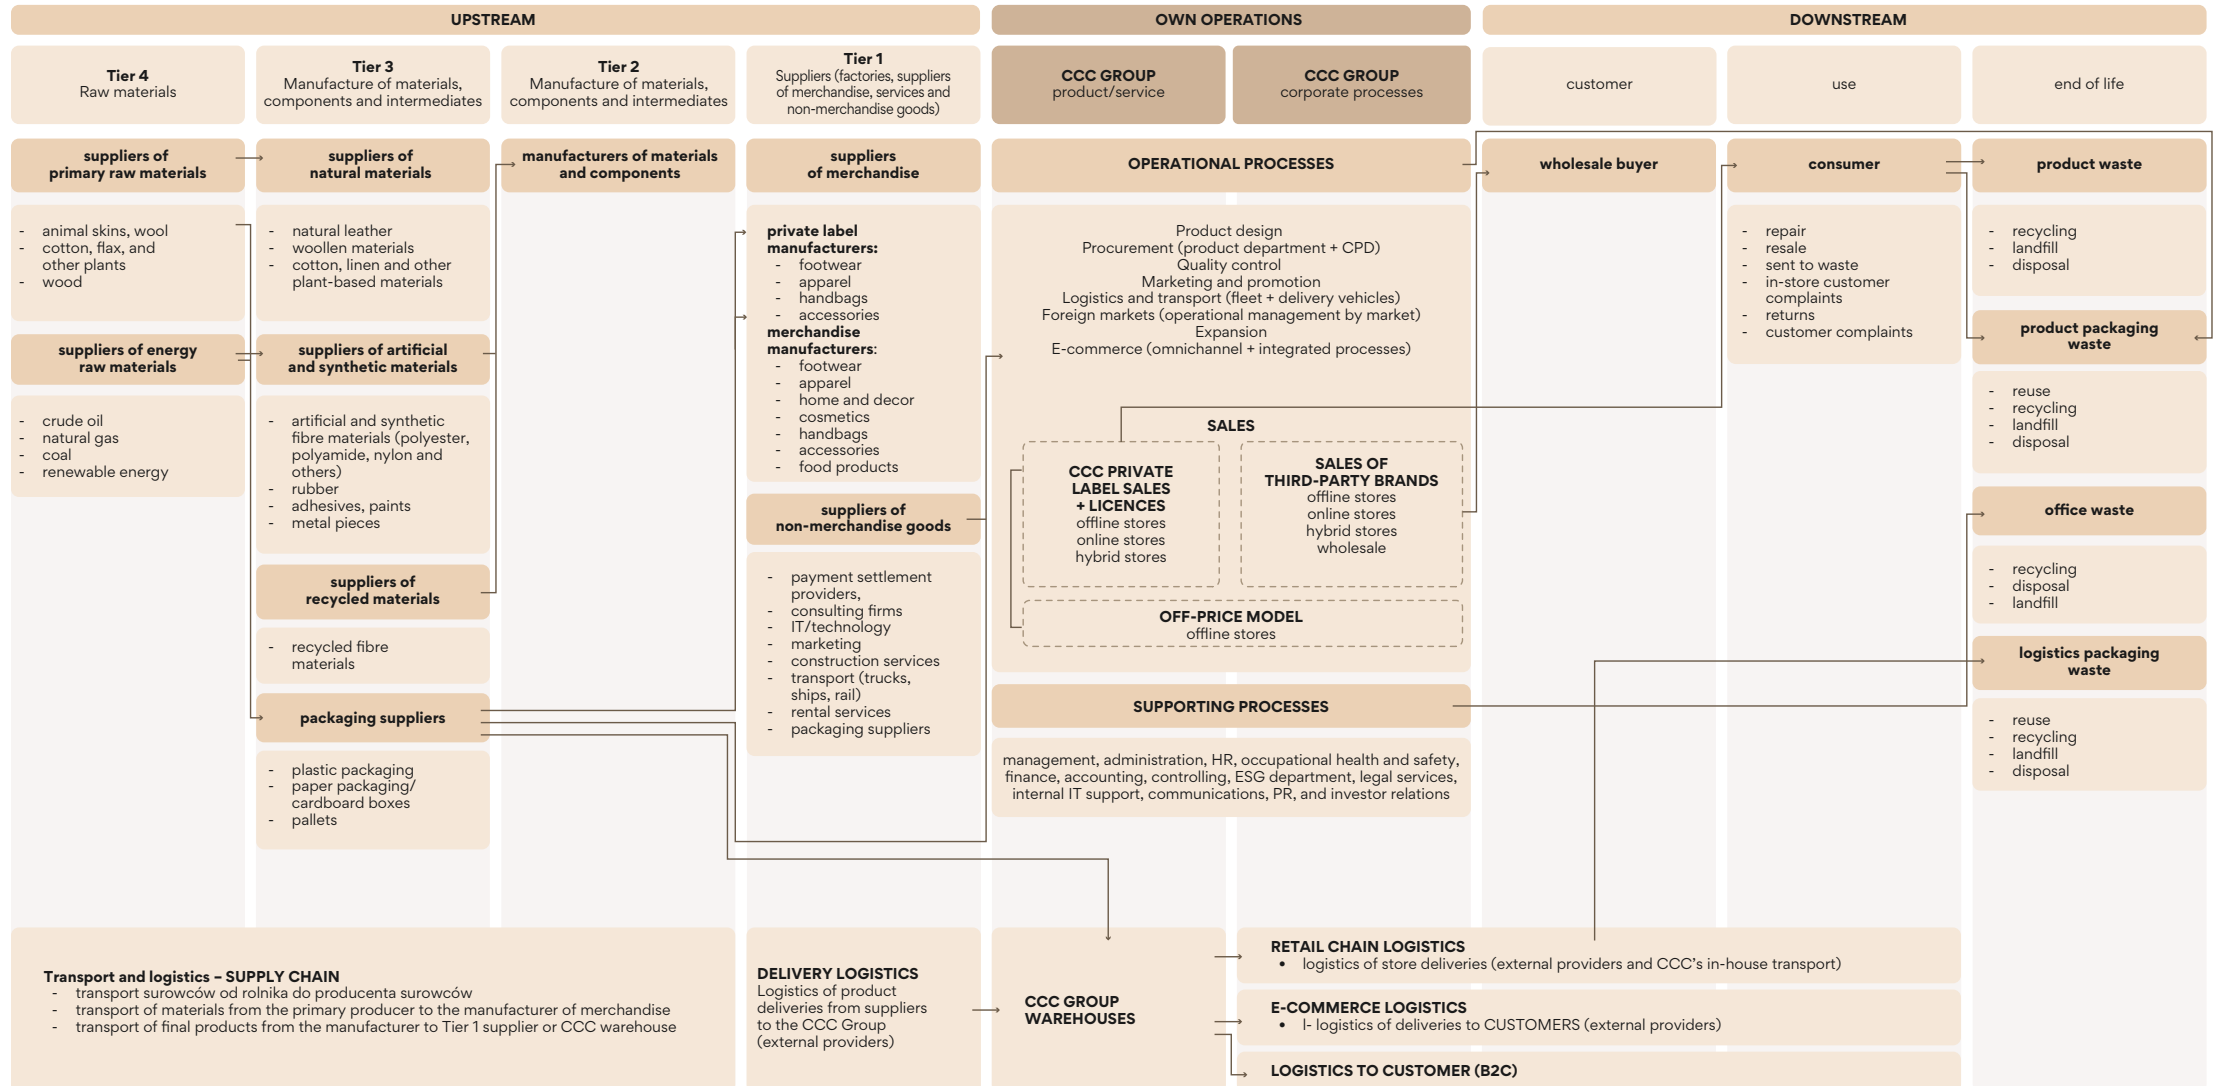 UPSTREAM
OWN OPERATIONS
DOWNSTREAM
Tier 4
Raw materials
Tier 3
Manufacture of materials,
components and intermediates
Tier 2
Manufacture of materials,
components and intermediates
Tier 1
Suppliers (factories, suppliers
of merchandise, services and
non-merchandise goods)
CCC GROUP
product/service
CCC GROUP
corporate processes
customer
use
end of life
suppliers of
primary raw materials
- animal skins, wool
- cotton, flax, and
other plants
- wood
suppliers of energy
raw materials
- crude oil
- natural gas
- coal
- renewable energy
suppliers of
natural materials
- natural leather
- woollen materials
- cotton, linen and other
plant-based materials
suppliers of artificial
and synthetic materials
- artificial and synthetic
fibre materials (polyester,
polyamide, nylon and
others)
- rubber
- adhesives, paints
- metal pieces
suppliers of
recycled materials
- recycled fibre
materials
packaging suppliers
- plastic packaging
- paper packaging/
cardboard boxes
- pallets
manufacturers of materials
and components
suppliers
of merchandise
private label
manufacturers:
- footwear
- apparel
- handbags
- accessories
merchandise
manufacturers:
- footwear
- apparel
- home and decor
- cosmetics
- handbags
- accessories
- food products
suppliers of
non-merchandise goods
- payment settlement
providers,
- consulting firms
- IT/technology
- marketing
- construction services
- transport (trucks,
ships, rail)
- rental services
- packaging suppliers
OPERATIONAL PROCESSES
Product design
Procurement (product department + CPD)
Quality control
Marketing and promotion
Logistics and transport (fleet + delivery vehicles)
Foreign markets (operational management by market)
Expansion
E-commerce (omnichannel + integrated processes)
SALES
CCC PRIVATE
LABEL SALES
+ LICENCES
offline stores
online stores
hybrid stores
SALES OF
THIRD-PARTY BRANDS
offline stores
online stores
hybrid stores
wholesale
OFF-PRICE MODEL
offline stores
SUPPORTING PROCESSES
management, administration, HR, occupational health and safety,
finance, accounting, controlling, ESG department, legal services,
internal IT support, communications, PR, and investor relations
wholesale buyer
consumer
- repair
- resale
- sent to waste
- in-store customer
complaints
- returns
- customer complaints
product waste
- recycling
- landfill
- disposal
product packaging
waste
- reuse
- recycling
- landfill
- disposal
office waste
- recycling
- disposal
- landfill
logistics packaging
waste
- reuse
- recycling
- landfill
- disposal
Transport and logistics – SUPPLY CHAIN
- transport surowców od rolnika do producenta surowców
- transport of materials from the primary producer to the manufacturer of merchandise
- transport of final products from the manufacturer to Tier 1 supplier or CCC warehouse
DELIVERY LOGISTICS
Logistics of product
deliveries from suppliers
to the CCC Group
(external providers)
CCC GROUP
WAREHOUSES
RETAIL CHAIN LOGISTICS
• logistics of store deliveries (external providers and CCC's in-house transport)
E-COMMERCE LOGISTICS
• l- logistics of deliveries to CUSTOMERS (external providers)
LOGISTICS TO CUSTOMER (B2C)